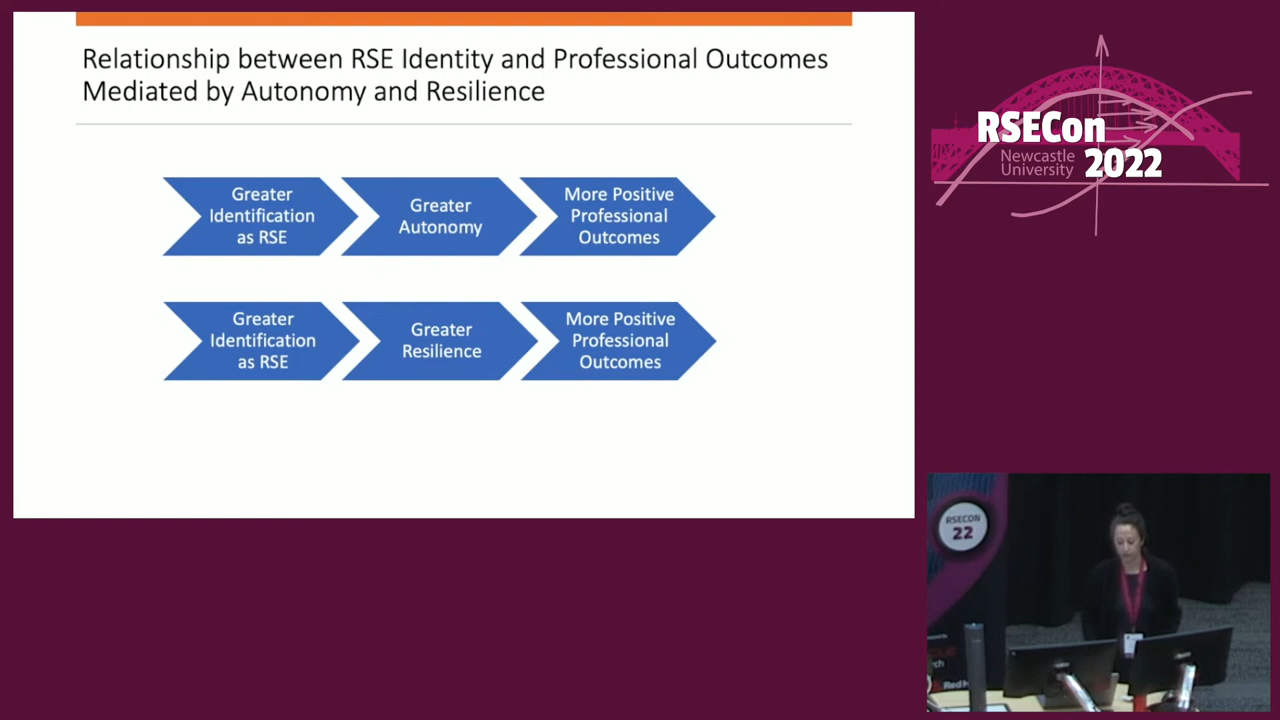 Relationship between RSE Identity and Professional Outcomes
Mediated by Autonomy and Resilience
Greater
Identification
as RSE
Greater
Autonomy
More Positive
Professional
Outcomes
Greater
Identification
as RSE
Greater
Resilience
More Positive
Professional
Outcomes
RSECon
Newcastle
University
2022
RSECON
22
Red H